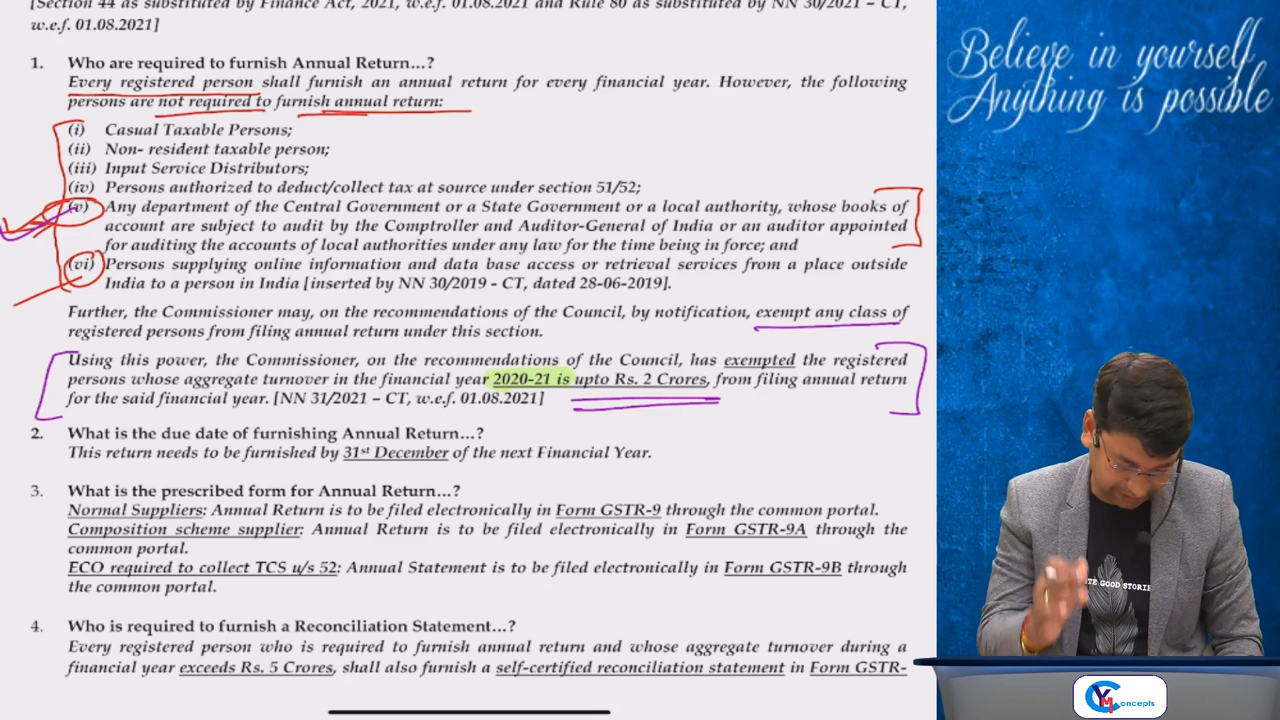 [Section 44 as substituted by Finance Act, 2021, w.e.f. 01.08.2021 and Rule 80 as substituted by NN 30/2021 – CT,
w.e.f. 01.08.2021]
1. Who are required to furnish Annual Return...?
Every registered person shall furnish an annual return for every financial year. However, the following
persons are not required to furnish annual return:
(i) Casual Taxable Persons;
(ii) Non- resident taxable person;
(iii) Input Service Distributors;
(iv) Persons authorized to deduct/collect tax at source under section 51/52;
(v) Any department of the Central Government or a State Government or a local authority, whose books of
account are subject to audit by the Comptroller and Auditor-General of India or an auditor appointed
for auditing the accounts of local authorities under any law for the time being in force; and
(vi) Persons supplying online information and data base access or retrieval services from a place outside
India to a person in India [inserted by NN 30/2019 - CT, dated 28-06-2019].
Further, the Commissioner may, on the recommendations of the Council, by notification, exempt any class of
registered persons from filing annual return under this section.
Using this power, the Commissioner, on the recommendations of the Council, has exempted the registered
persons whose aggregate turnover in the financial year 2020-21 is upto Rs. 2 Crores, from filing annual return
for the said financial year. [NN 31/2021 – CT, w.e.f. 01.08.2021]
2. What is the due date of furnishing Annual Return...?
This return needs to be furnished by 31st December of the next Financial Year.
3. What is the prescribed form for Annual Return...?
Normal Suppliers: Annual Return is to be filed electronically in Form GSTR-9 through the common portal.
Composition scheme supplier: Annual Return is to be filed electronically in Form GSTR-9A through the
common portal.
ECO required to collect TCS u/s 52: Annual Statement is to be filed electronically in Form GSTR-9B through
the common portal.
4. Who is required to furnish a Reconciliation Statement...?
Every registered person who is required to furnish annual return and whose aggregate turnover during a
financial year exceeds Rs. 5 Crores, shall also furnish a self-certified reconciliation statement in Form GSTR-
Believe in yourself
Anything is possible
GOOD STORIE
YMC oncepts